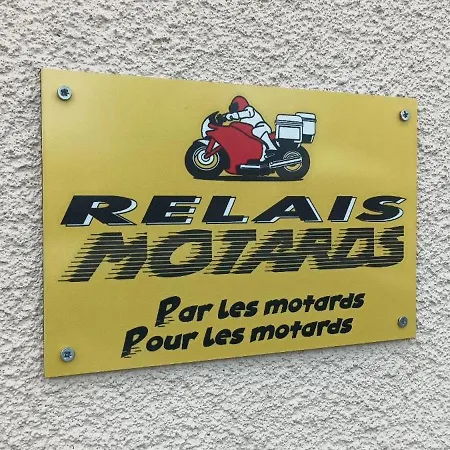 RELAIS
MOTARDS
Par les motards
Pour les motards